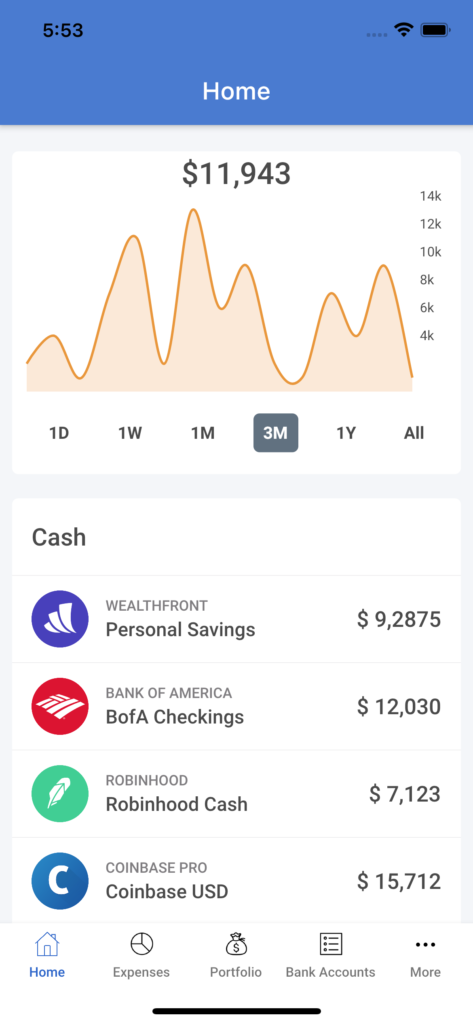 5:53
Home
$11,943
14k
12k
10k
8k
6k
4k
1D 1W 1M 3M 1Y All
Cash
WEALTHFRONT
Personal Savings
$ 9,2875
BANK OF AMERICA
BofA Checkings
$ 12,030
ROBINHOOD
Robinhood Cash
$ 7,123
C
COINBASE PRO
Coinbase USD
$ 15,712
Home Expenses Portfolio Bank Accounts More